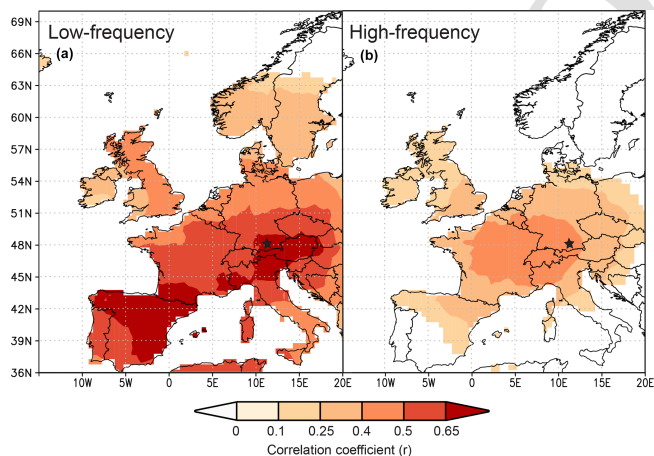 69N
66N
63N
60N
57N
54N
51N
48N
45N
42N
39N
36N
Low-frequency
(a)
High-frequency
(b)
10W 5W 0 5E 10E 15E 20E
10W 5W 0 5E 10E 15E 20E
0 0.1 0.25 0.4 0.5 0.65
Correlation coefficient (r)